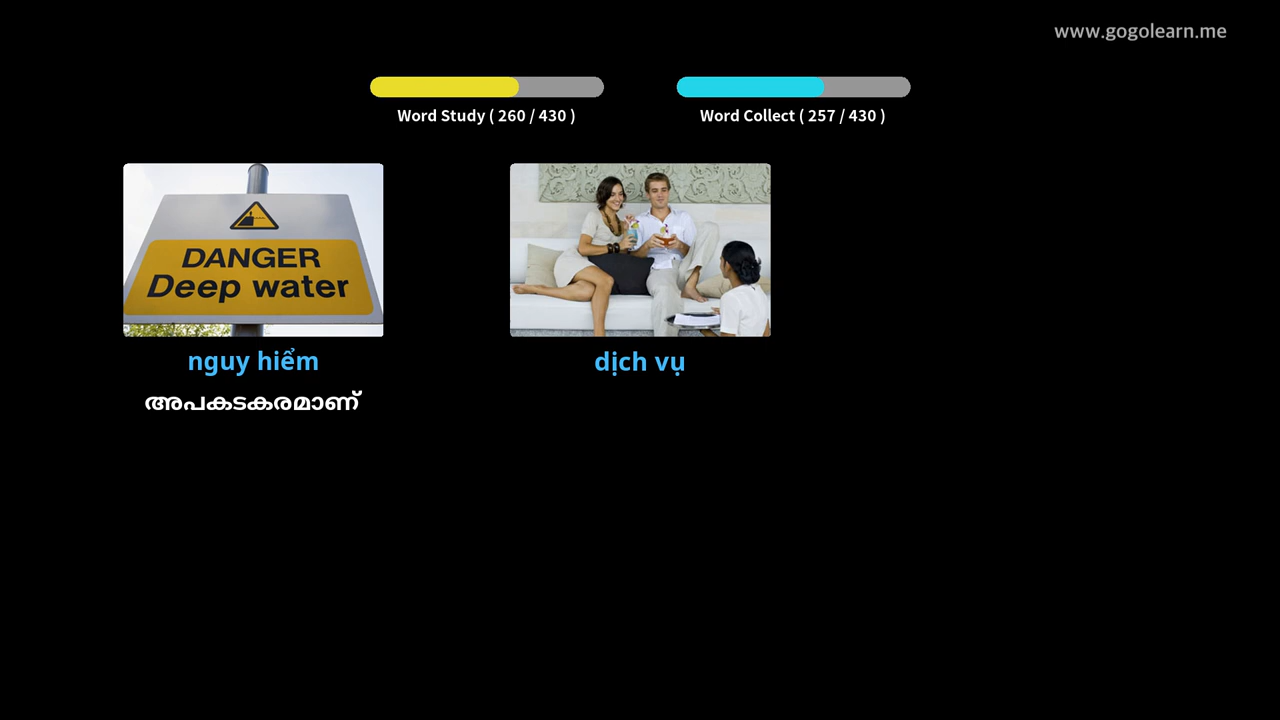 www.gogolearn.me
Word Study ( 260 / 430 )
Word Collect ( 257 / 430 )
DANGER
Deep water
nguy hiểm
dịch vụ
അപകടകരമാണ്